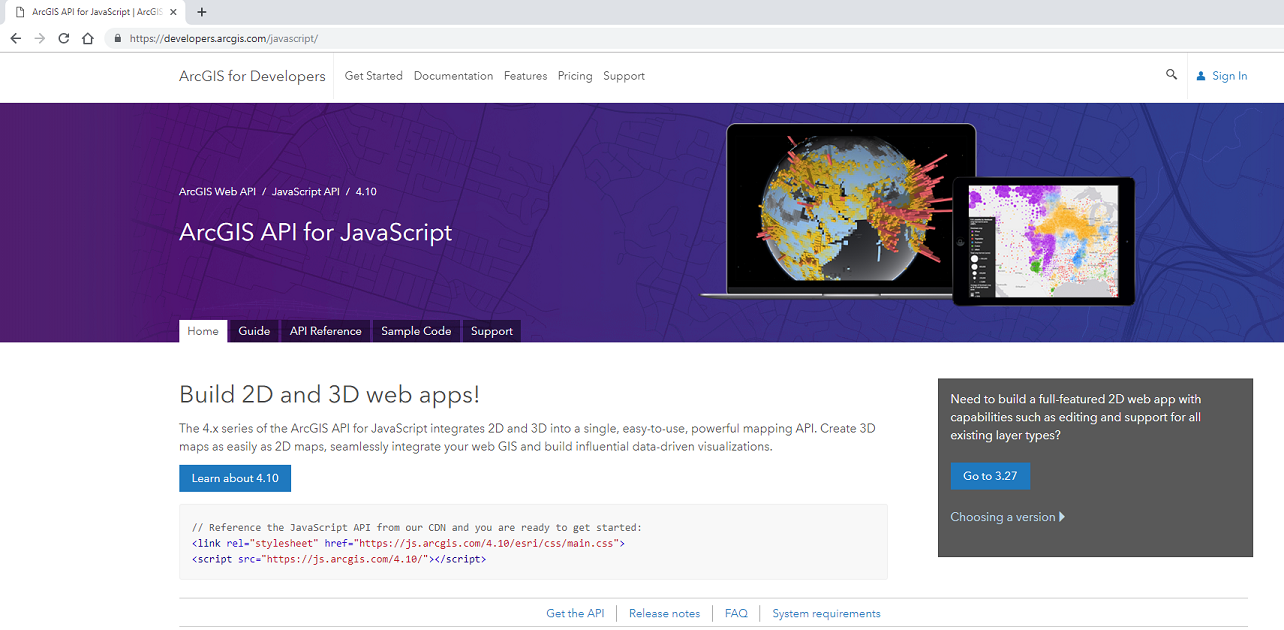 ArcGIS API for JavaScript | ArcGIS
https://developers.arcgis.com/javascript/
ArcGIS for Developers
Get Started Documentation Features Pricing Support
Sign In
ArcGIS Web API / JavaScript API / 4.10
ArcGIS API for JavaScript
Home Guide API Reference Sample Code Support
Build 2D and 3D web apps!
The 4.x series of the ArcGIS API for JavaScript integrates 2D and 3D into a single, easy-to-use, powerful mapping API. Create 3D
maps as easily as 2D maps, seamlessly integrate your web GIS and build influential data-driven visualizations.
Learn about 4.10
// Reference the JavaScript API from our CDN and you are ready to get started:
<link rel="stylesheet" href="https://js.arcgis.com/4.10/esri/css/main.css">
<script src="https://js.arcgis.com/4.10/"></script>
Need to build a full-featured 2D web app with
capabilities such as editing and support for all
existing layer types?
Go to 3.27
Choosing a version
Get the API Release notes FAQ System requirements